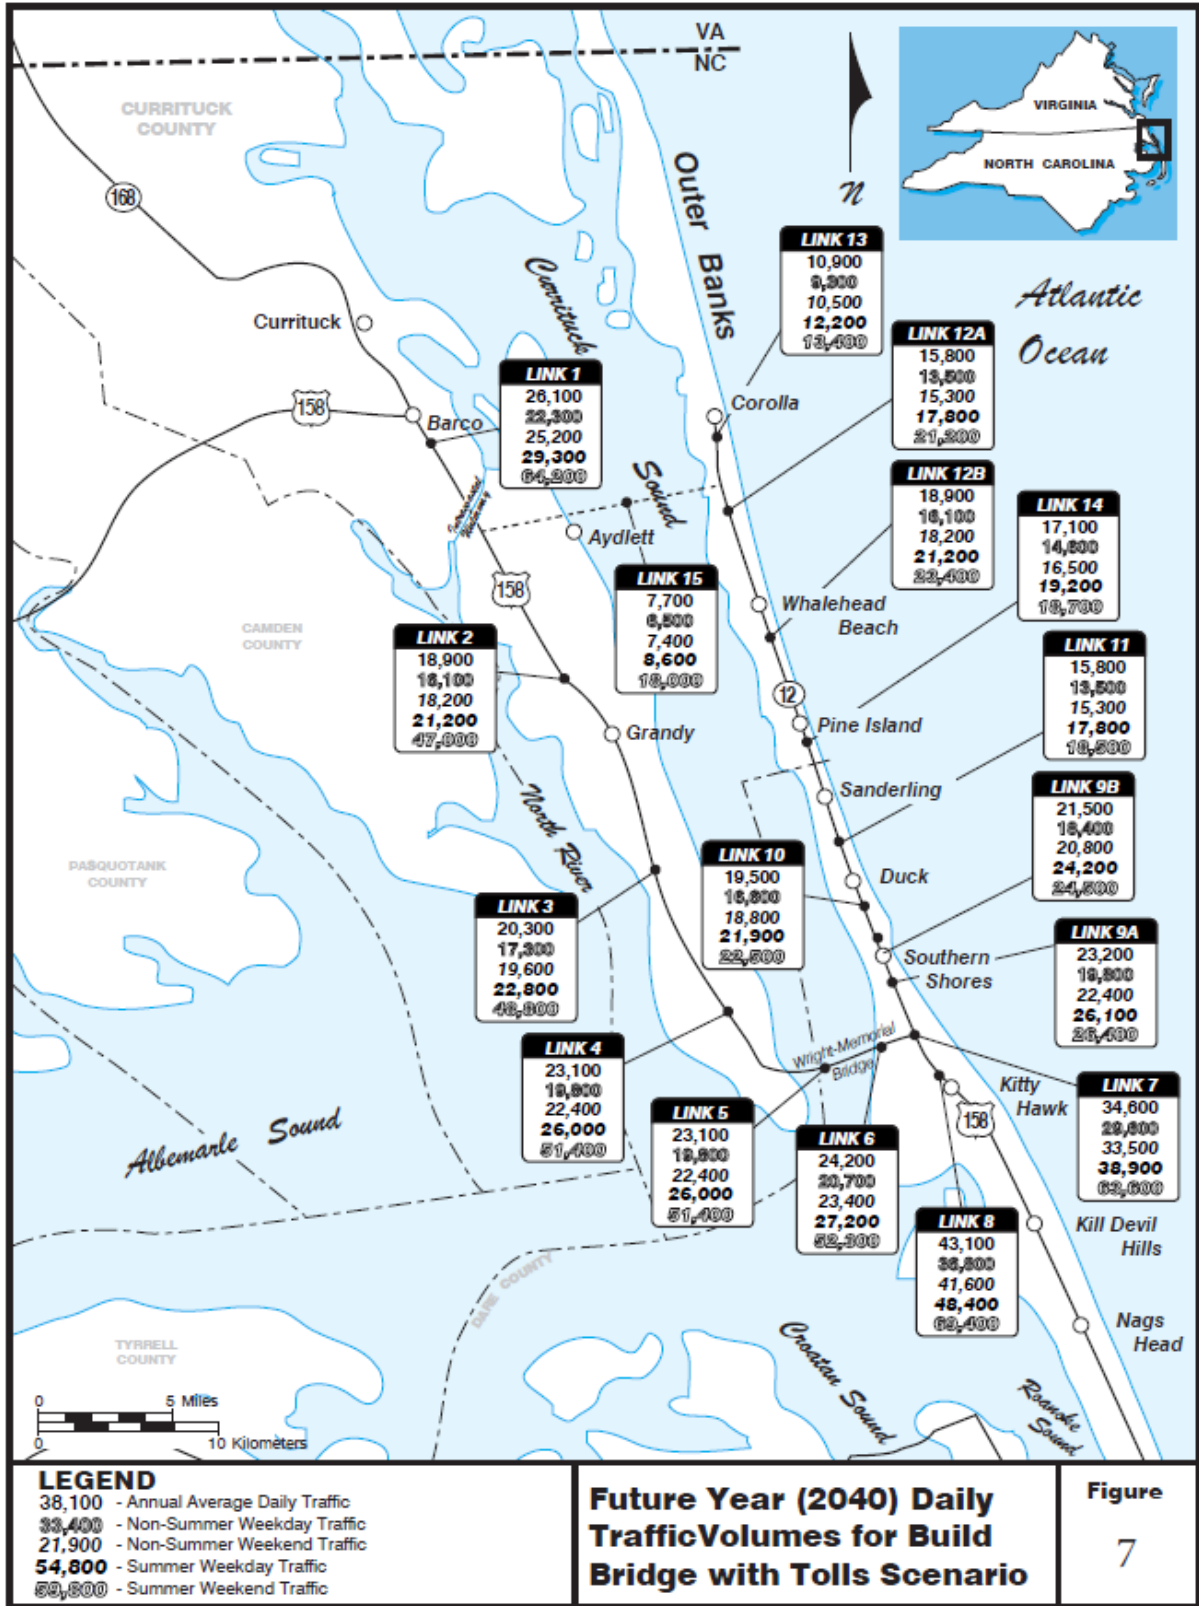 VA
NC
CURRITUCK
COUNTY
168
VIRGINIA
NORTH CAROLINA
N
Outer Banks
Currituck
Sound
Atlantic
Ocean
Currituck
158
Barco
Corolla
LINK 13
10,900
9,300
10,500
12,200
13,400
LINK 12A
15,800
13,500
15,300
17,800
21,200
LINK 1
26,100
22,300
25,200
29,300
64,200
LINK 12B
18,900
16,100
18,200
21,200
23,400
LINK 14
17,100
14,600
16,500
19,200
18,700
Intracoastal
Waterway
Aydlett
158
LINK 15
7,700
6,500
7,400
8,600
18,000
Whalehead
Beach
CAMDEN
COUNTY
LINK 2
18,900
16,100
18,200
21,200
47,000
LINK 11
15,800
13,500
15,300
17,800
18,500
12
Pine Island
Grandy
Sanderling
North River
LINK 9B
21,500
18,400
20,800
24,200
24,500
PASQUOTANK
COUNTY
LINK 10
19,500
16,600
18,800
21,900
22,500
Duck
LINK 3
20,300
17,300
19,600
22,800
48,800
Southern
Shores
LINK 9A
23,200
19,800
22,400
26,100
26,400
LINK 4
23,100
19,800
22,400
26,000
51,400
Wright-Memorial
Bridge
Kitty
Hawk
158
LINK 7
34,600
29,600
33,500
38,900
63,600
LINK 5
23,100
19,800
22,400
26,000
51,400
LINK 6
24,200
20,700
23,400
27,200
52,300
Albemarle Sound
LINK 8
43,100
36,800
41,600
48,400
69,400
Kill Devil
Hills
DARE COUNTY
Nags
Head
TYRRELL
COUNTY
Croatan Sound
Roanoke
Sound
0 5 Miles
0 10 Kilometers
LEGEND
38,100 - Annual Average Daily Traffic
33,400 - Non-Summer Weekday Traffic
21,900 - Non-Summer Weekend Traffic
54,800 - Summer Weekday Traffic
59,800 - Summer Weekend Traffic
Future Year (2040) Daily
TrafficVolumes for Build
Bridge with Tolls Scenario
Figure
7